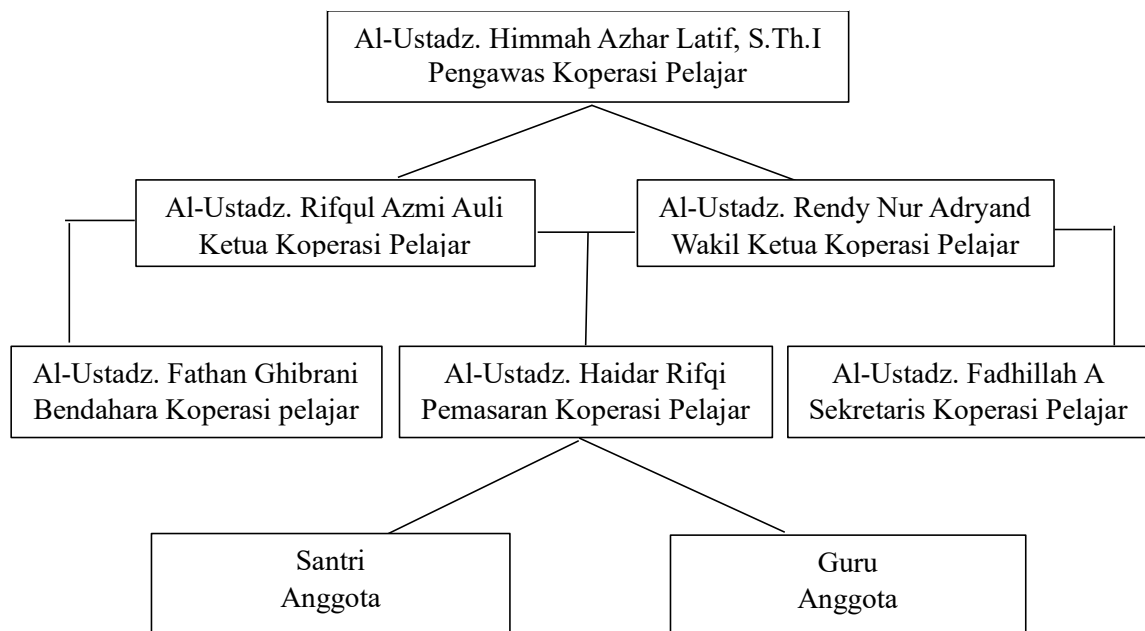 Al-Ustadz. Himmah Azhar Latif, S.Th.I
Pengawas Koperasi Pelajar
Al-Ustadz. Rifqul Azmi Auli
Ketua Koperasi Pelajar
Al-Ustadz. Rendy Nur Adryand
Wakil Ketua Koperasi Pelajar
Al-Ustadz. Fathan Ghibrani
Bendahara Koperasi pelajar
Al-Ustadz. Haidar Rifqi
Pemasaran Koperasi Pelajar
Al-Ustadz. Fadhillah A
Sekretaris Koperasi Pelajar
Santri
Anggota
Guru
Anggota